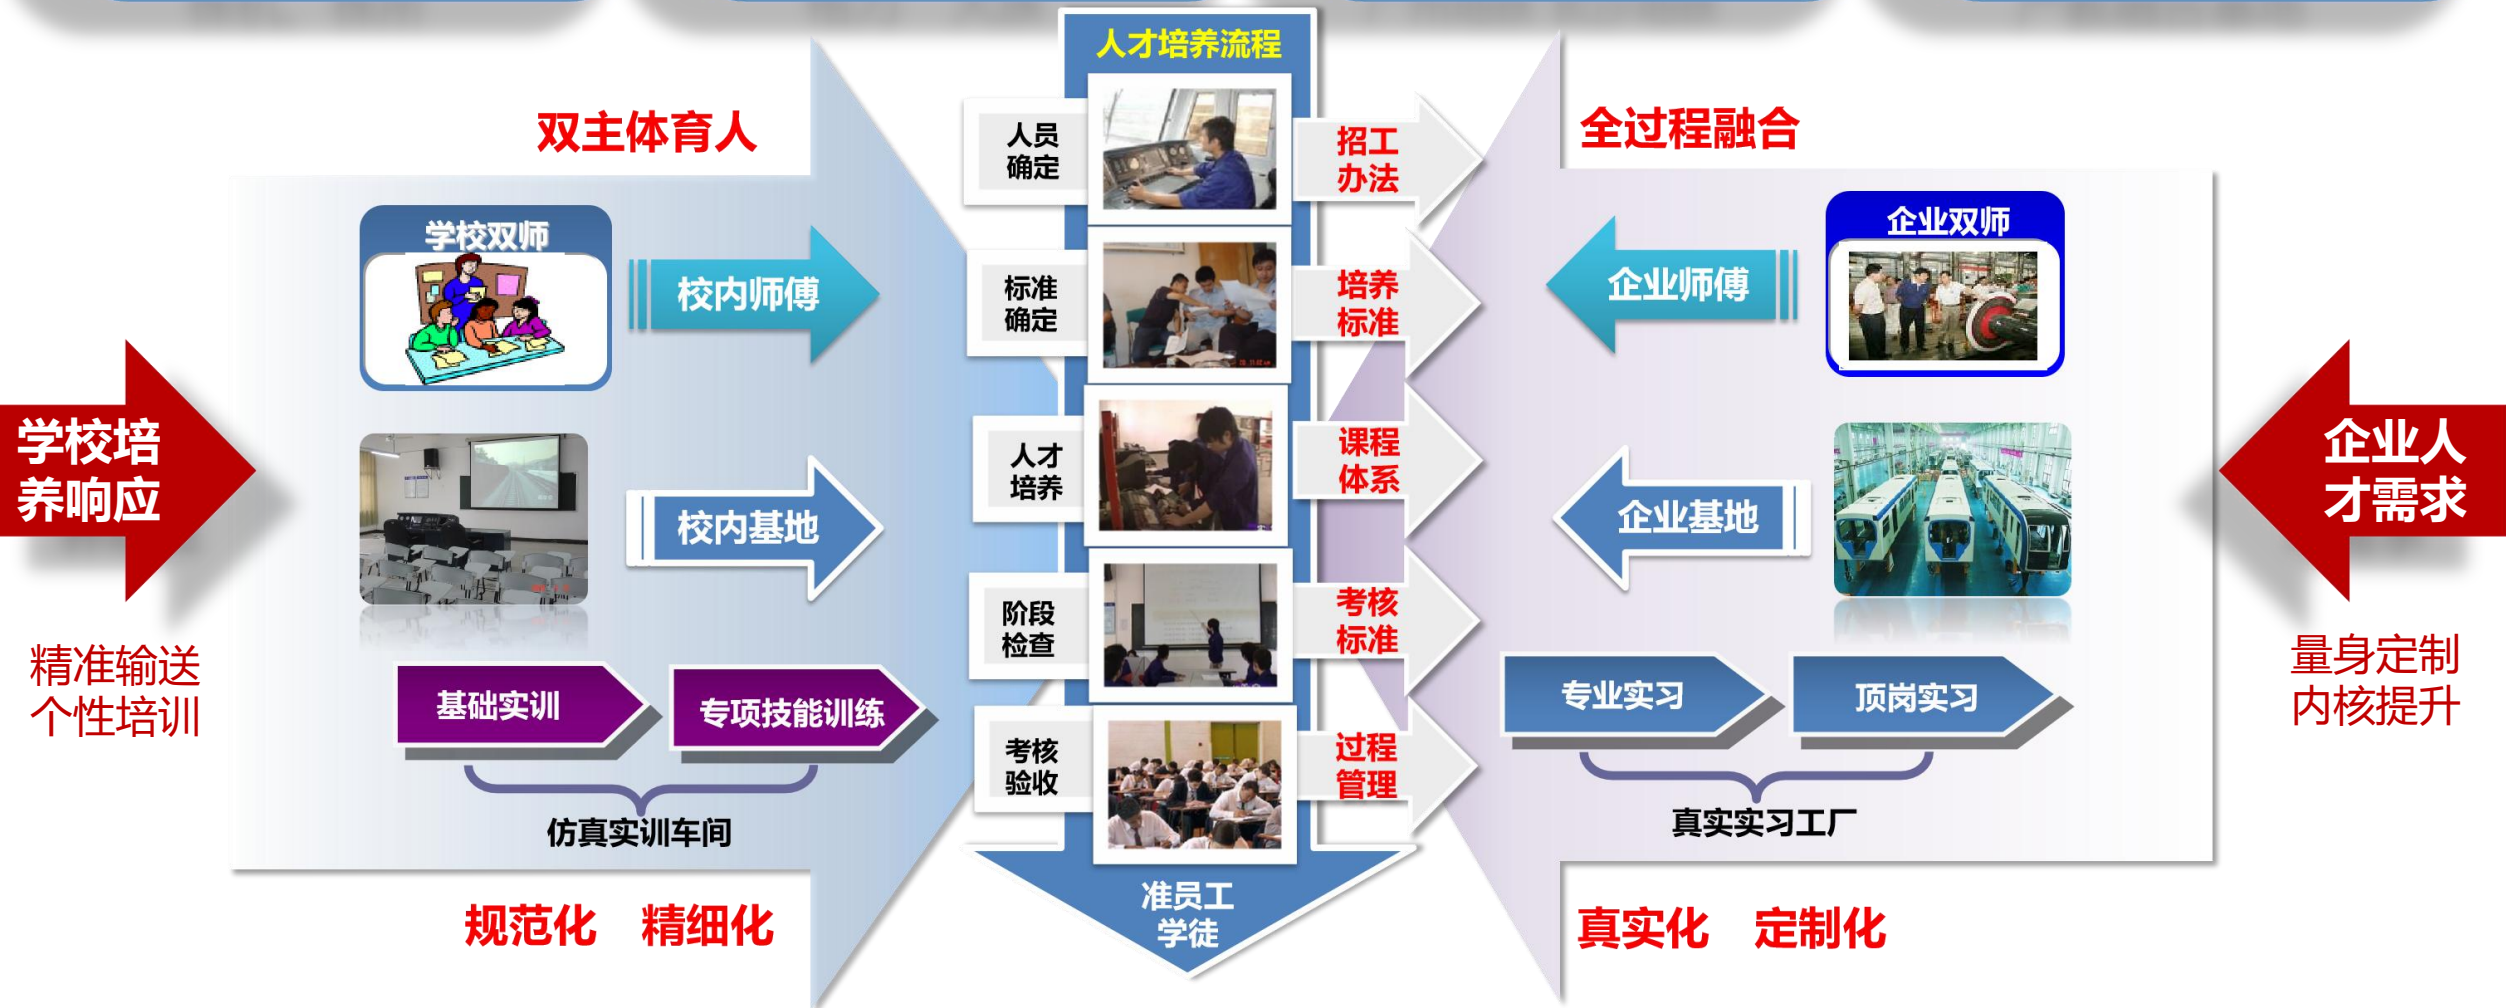 人才培养流程
双主体育人
全过程融合
人员
确定
招工
办法
学校双师
企业双师
校内师傅
企业师傅
标准
确定
培养
标准
学校培
养响应
企业人
才需求
人才
培养
课程
体系
校内基地
企业基地
阶段
检查
考核
标准
精准输送
个性培训
量身定制
内核提升
基础实训
专项技能训练
专业实习
顶岗实习
考核
验收
过程
管理
仿真实训车间
真实实习工厂
准员工
学徒
规范化 精细化
真实化 定制化